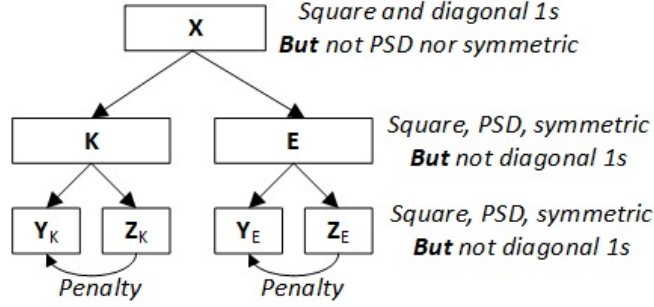 X
Square and diagonal 1s
But not PSD nor symmetric
K
E
Square, PSD, symmetric
But not diagonal 1s
Y_K
Z_K
Y_E
Z_E
Square, PSD, symmetric
But not diagonal 1s
Penalty
Penalty